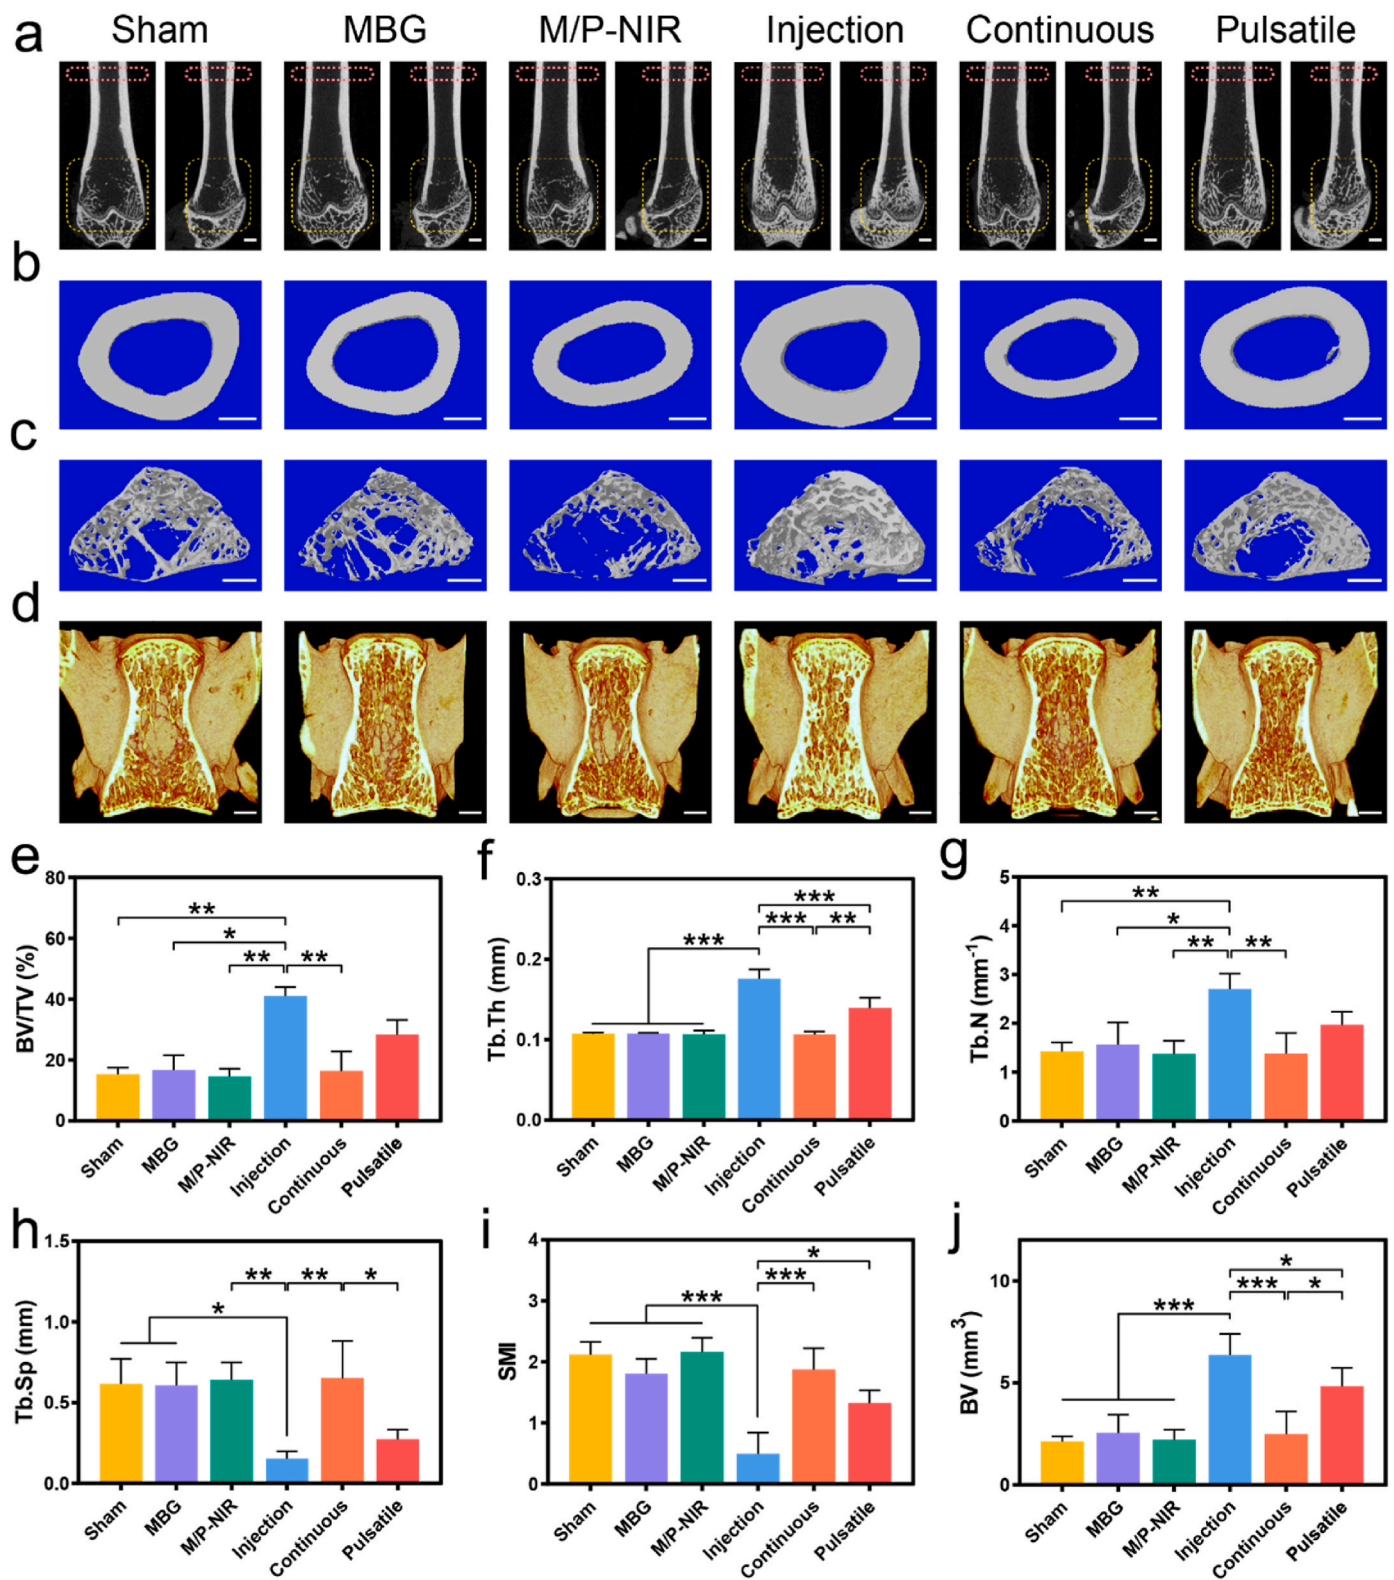 a Sham MBG M/P-NIR Injection Continuous Pulsatile
b
c
d
e
80
60
40
20
0
BV/TV (%)
** * ** **
Sham MBG M/P-NIR Injection Continuous Pulsatile
f
0.3
0.2
0.1
0.0
Tb.Th (mm)
*** *** *** **
Sham MBG M/P-NIR Injection Continuous Pulsatile
g
5
4
3
2
1
0
Tb.N (mm-1)
** * ** **
Sham MBG M/P-NIR Injection Continuous Pulsatile
h
1.5
1.0
0.5
0.0
Tb.Sp (mm)
* ** ** *
Sham MBG M/P-NIR Injection Continuous Pulsatile
i
4
3
2
1
0
SMI
*** *** *
Sham MBG M/P-NIR Injection Continuous Pulsatile
j
10
5
0
BV (mm3)
*** *** * *
Sham MBG M/P-NIR Injection Continuous Pulsatile